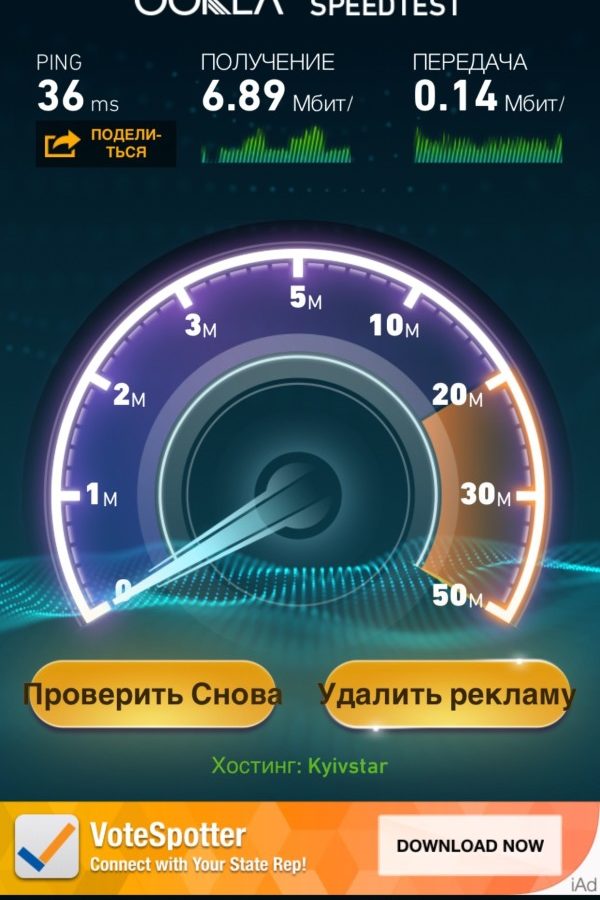 OOKLA SPEEDTEST
PING ПОЛУЧЕНИЕ ПЕРЕДАЧА
36 ms 6.89 Мбит/ 0.14 Мбит/
ПОДЕЛИ-
ТЬСЯ
5M
3M 10M
2M 20M
1M 30M
0 50M
Проверить Снова Удалить рекламу
Хостинг: Kyivstar
VoteSpotter
Connect with Your State Rep!
DOWNLOAD NOW
iAd